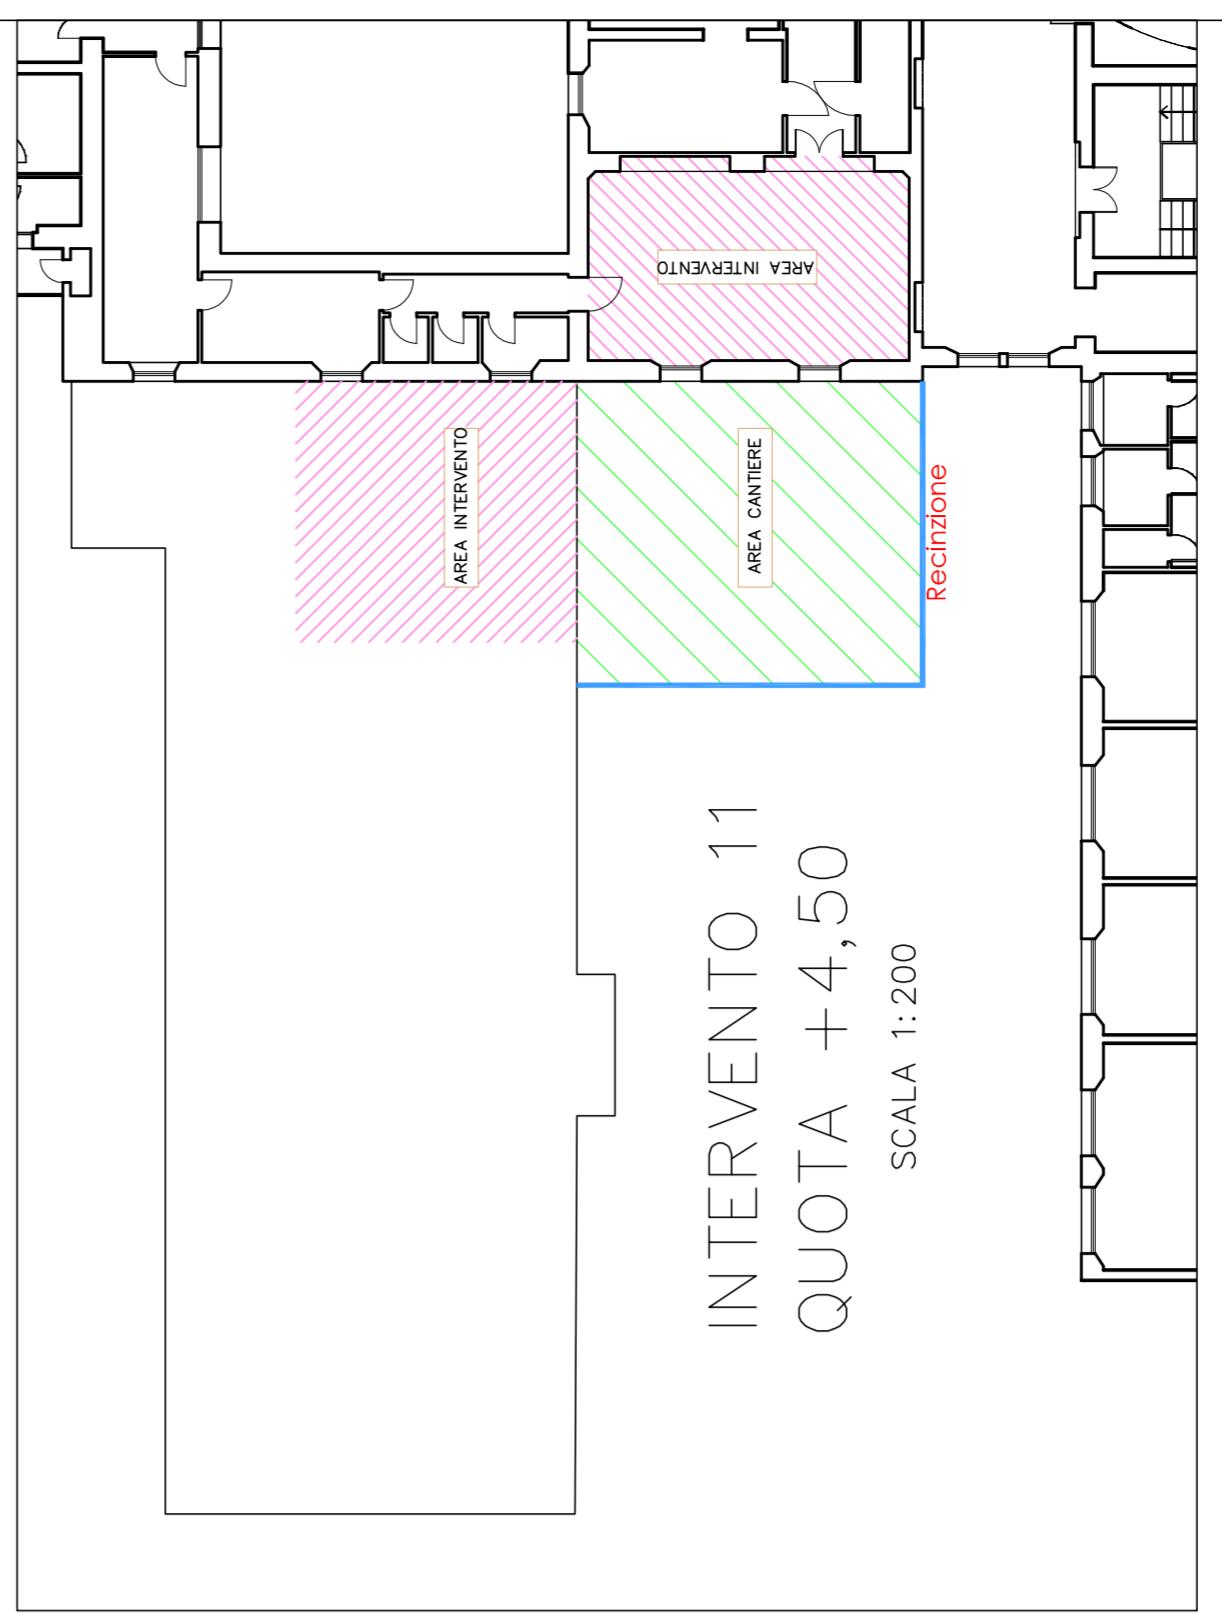 AREA INTERVENTO
AREA INTERVENTO
AREA CANTIERE
Recinzione
INTERVENTO 11
QUOTA +4,50
SCALA 1:200